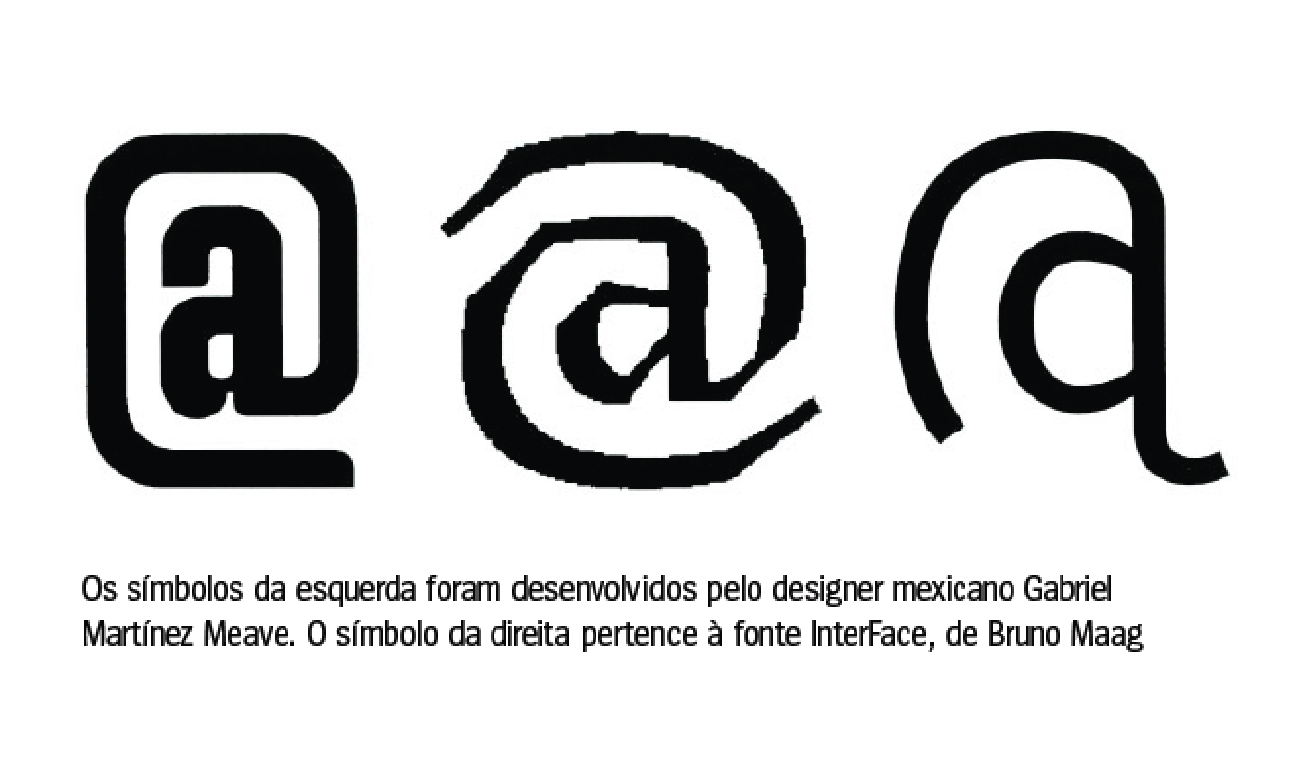 @ @ @
Os símbolos da esquerda foram desenvolvidos pelo designer mexicano Gabriel
Martínez Meave. O símbolo da direita pertence à fonte InterFace, de Bruno Maag